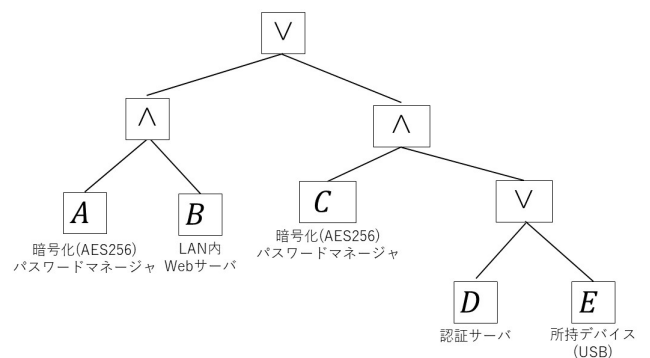 ∨
∧
∧
A
B
C
∨
暗号化(AES256)
パスワードマネージャ
LAN内
Webサーバ
暗号化(AES256)
パスワードマネージャ
D
E
認証サーバ
所持デバイス
(USB)